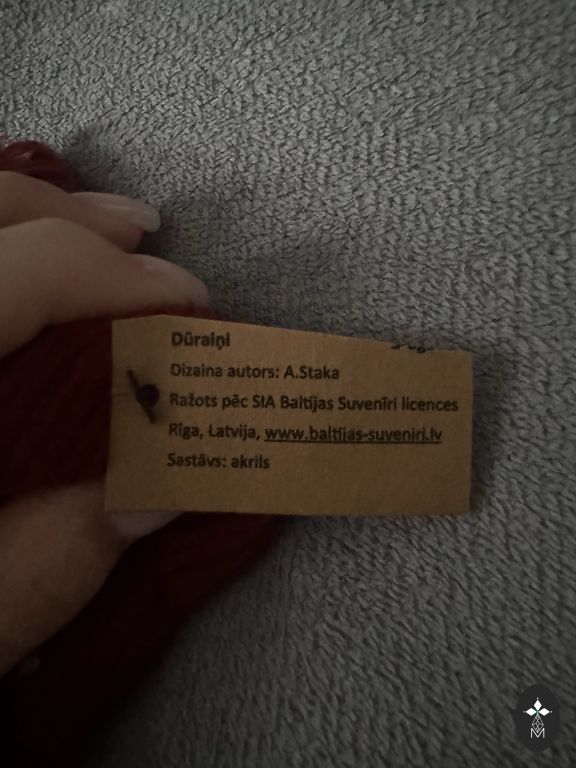 Dūraiņi
Dizaina autors: A.Staka
Ražots pēc SIA Baltijas Suvenīri licences
Rīga, Latvija, www.baltijas-suveniri.lv
Sastāvs: akrils
M